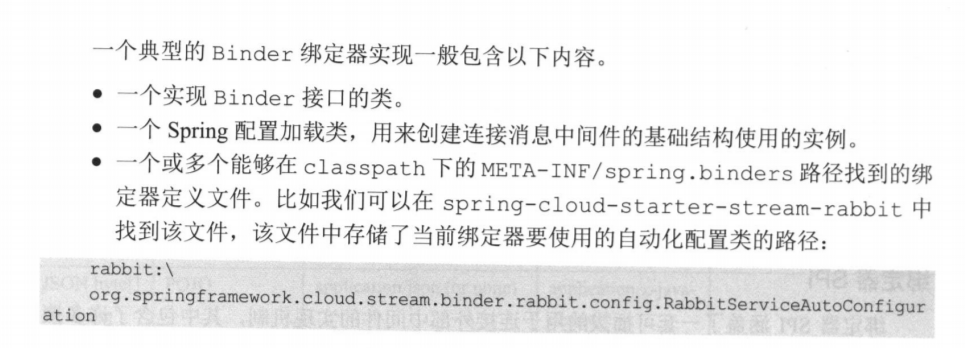 一个典型的 Binder 绑定器实现一般包含以下内容。
● 一个实现 Binder 接口的类。
● 一个 Spring 配置加载类，用来创建连接消息中间件的基础结构使用的实例。
● 一个或多个能够在 classpath 下的 META-INF/spring.binders 路径找到的绑
定器定义文件。比如我们可以在 spring-cloud-starter-stream-rabbit 中
找到该文件，该文件中存储了当前绑定器要使用的自动化配置类的路径：
rabbit:\
org.springframework.cloud.stream.binder.rabbit.config.RabbitServiceAutoConfigur
ation